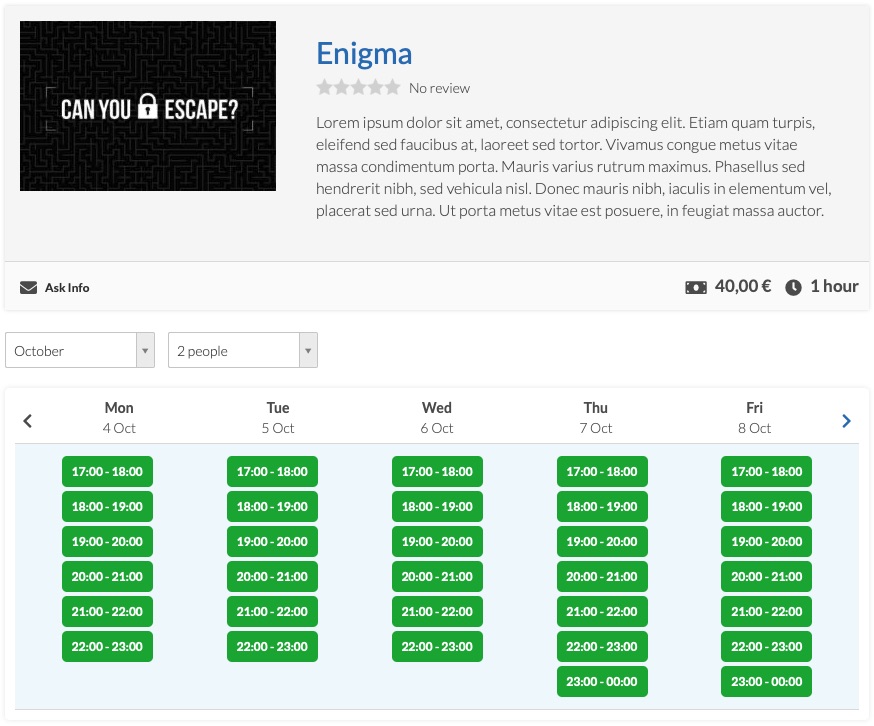 CAN YOU ESCAPE?
Enigma
No review
Lorem ipsum dolor sit amet, consectetur adipiscing elit. Etiam quam turpis,
eleifend sed faucibus at, laoreet sed tortor. Vivamus congue metus vitae
massa condimentum porta. Mauris varius rutrum maximus. Phasellus sed
hendrerit nibh, sed vehicula nisl. Donec mauris nibh, iaculis in elementum vel,
placerat sed urna. Ut porta metus vitae est posuere, in feugiat massa auctor.
Ask Info 40,00 € 1 hour
October 2 people
Mon Tue Wed Thu Fri
4 Oct 5 Oct 6 Oct 7 Oct 8 Oct
17:00 - 18:00 17:00 - 18:00 17:00 - 18:00 17:00 - 18:00 17:00 - 18:00
18:00 - 19:00 18:00 - 19:00 18:00 - 19:00 18:00 - 19:00 18:00 - 19:00
19:00 - 20:00 19:00 - 20:00 19:00 - 20:00 19:00 - 20:00 19:00 - 20:00
20:00 - 21:00 20:00 - 21:00 20:00 - 21:00 20:00 - 21:00 20:00 - 21:00
21:00 - 22:00 21:00 - 22:00 21:00 - 22:00 21:00 - 22:00 21:00 - 22:00
22:00 - 23:00 22:00 - 23:00 22:00 - 23:00 22:00 - 23:00 22:00 - 23:00
23:00 - 00:00 23:00 - 00:00